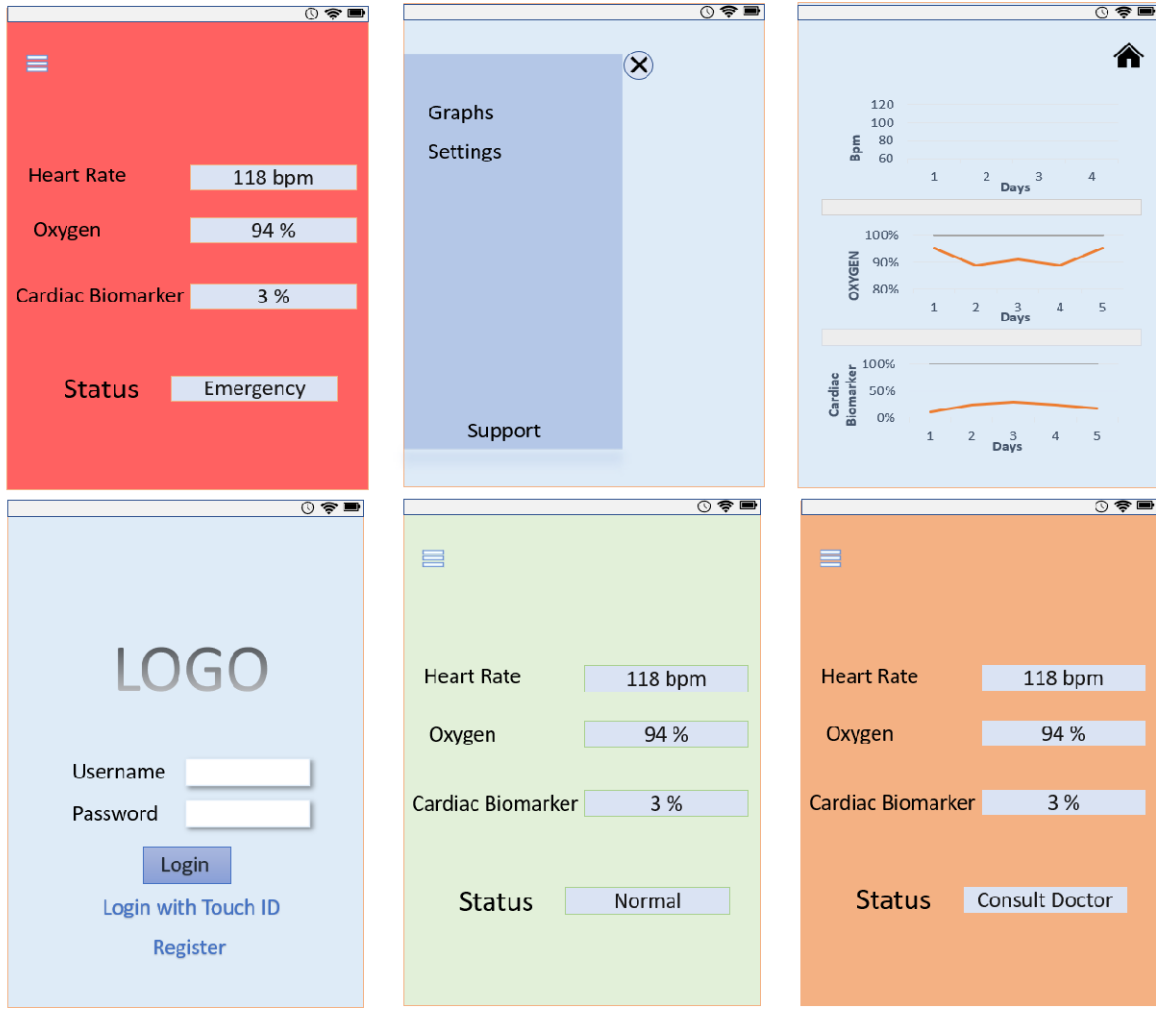 Heart Rate 118 bpm
Oxygen 94 %
Cardiac Biomarker 3 %
Status Emergency
Graphs
Settings
Support
120
100
80
60
Bpm
1 2 3 4
Days
100%
90%
80%
OXYGEN
1 2 3 4 5
Days
100%
50%
0%
Cardiac
Biomarker
1 2 3 4 5
Days
LOGO
Username
Password
Login
Login with Touch ID
Register
Heart Rate 118 bpm
Oxygen 94 %
Cardiac Biomarker 3 %
Status Normal
Heart Rate 118 bpm
Oxygen 94 %
Cardiac Biomarker 3 %
Status Consult Doctor